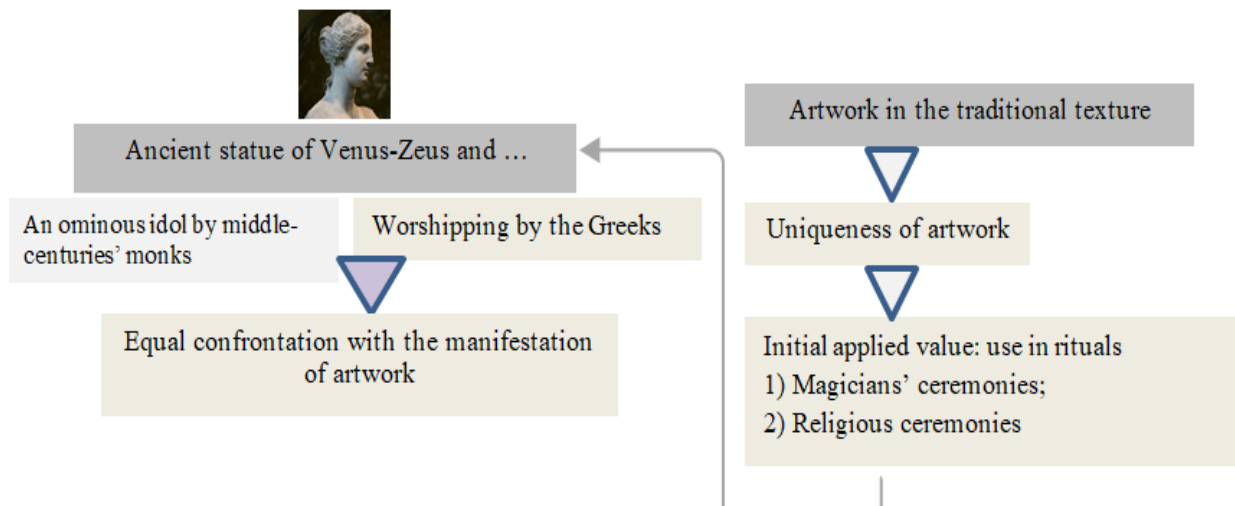 Ancient statue of Venus-Zeus and …
An ominous idol by middle-
centuries’ monks
Worshipping by the Greeks
Equal confrontation with the manifestation
of artwork
Artwork in the traditional texture
Uniqueness of artwork
Initial applied value: use in rituals
1) Magicians’ ceremonies;
2) Religious ceremonies